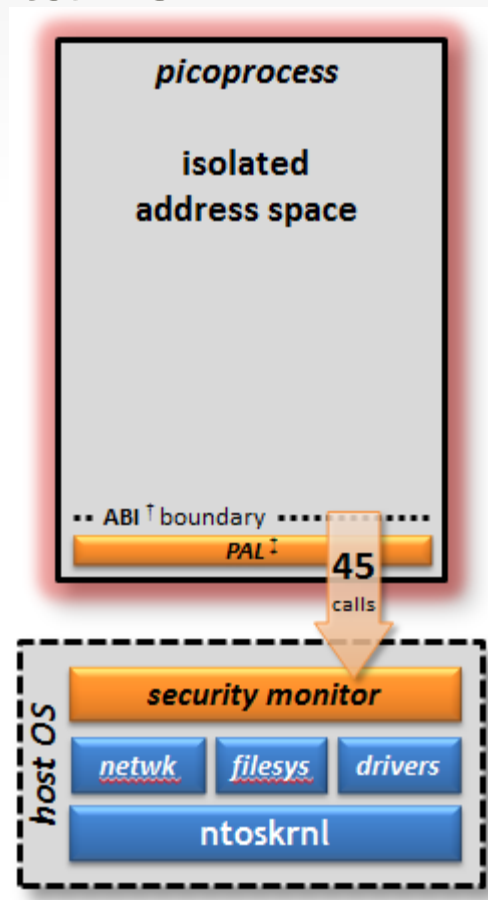 picoprocess
isolated
address space
ABI † boundary
PAL ‡
45
calls
host OS
security monitor
netwk filesys drivers
ntoskrnl